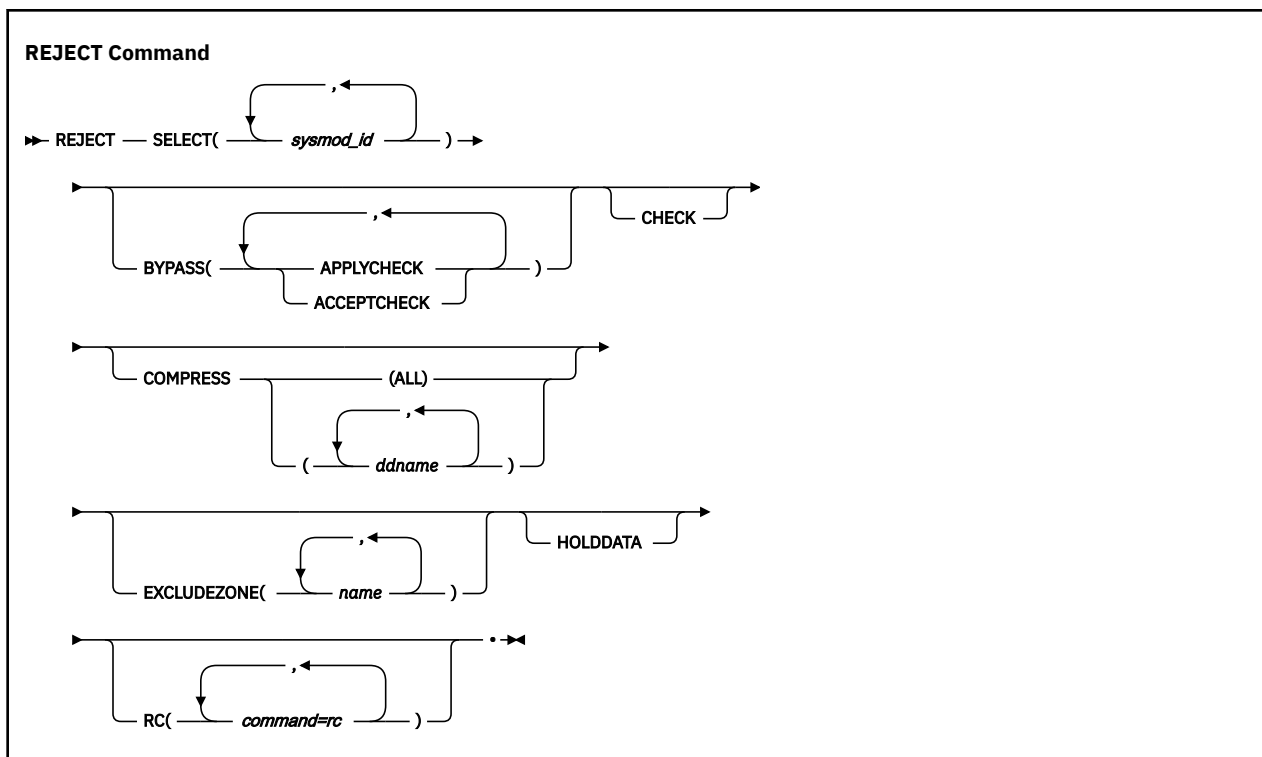 REJECT Command
,
REJECT SELECT( sysmod_id )
CHECK
,
BYPASS( APPLYCHECK )
ACCEPTCHECK
COMPRESS (ALL)
,
( ddname )
HOLDDATA
,
EXCLUDEZONE( name )
.
,
RC( command=rc )